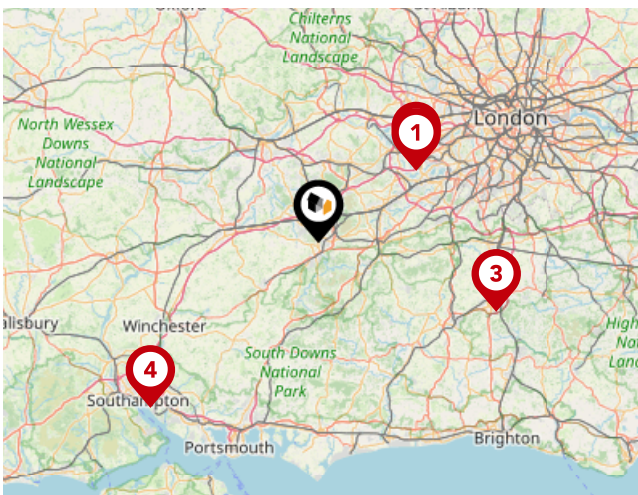 Chilterns
National
Landscape
London
North Wessex
Downs
National
Landscape
1
3
Winchester
South Downs
National
Park
4
Southampton
Portsmouth
Brighton